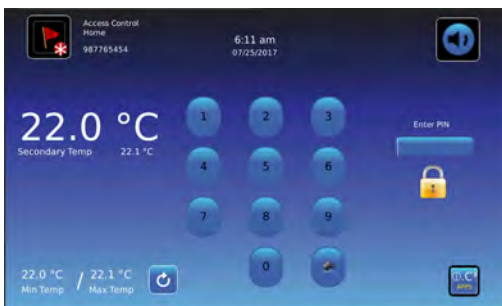 Access Control
Home
987765454
6:11 am
07/25/2017
22.0 °C
Secondary Temp 22.1 °C
1 2 3
4 5 6
7 8 9
0
Enter PIN
22.0 °C / 22.1 °C
Min Temp Max Temp
APPS